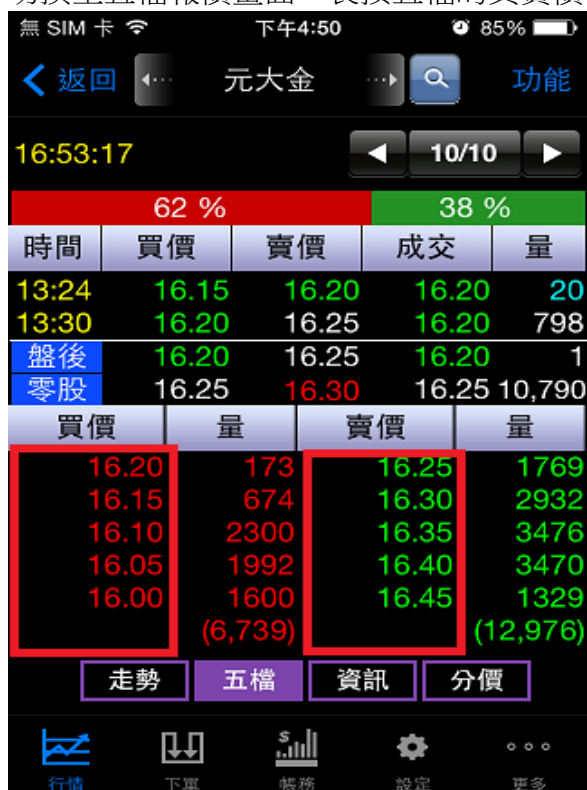 無 SIM 卡 下午4:50 85%
返回 元大金 功能
16:53:17 10/10
62 % 38 %
時間 買價 賣價 成交 量
13:24 16.15 16.20 16.20 20
13:30 16.20 16.25 16.20 798
盤後 16.20 16.25 16.20 1
零股 16.25 16.30 16.25 10,790
買價 量 賣價 量
16.20 173 16.25 1769
16.15 674 16.30 2932
16.10 2300 16.35 3476
16.05 1992 16.40 3470
16.00 1600 16.45 1329
(6,739) (12,976)
走勢 五檔 資訊 分價
行情 下單 帳務 設定 更多